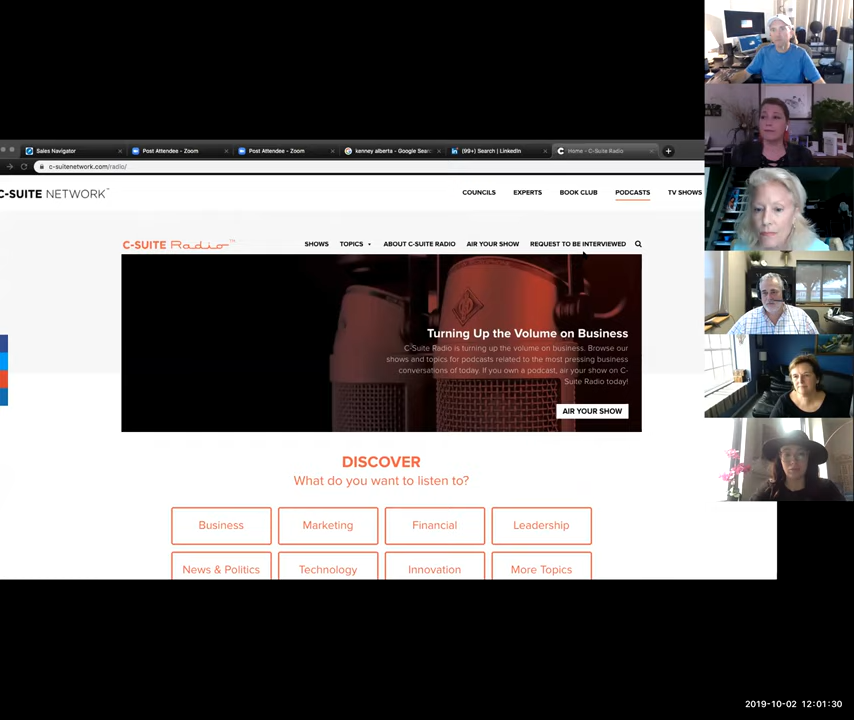 Sales Navigator
Post Attendee - Zoom
Post Attendee - Zoom
kenney alberta - Google Searc
(99+) Search | LinkedIn
Home - C-Suite Radio
c-suitenetwork.com/radio/
C-SUITE NETWORK™
COUNCILS
EXPERTS
BOOK CLUB
PODCASTS
TV SHOWS
C-SUITE Radio™
SHOWS
TOPICS
ABOUT C-SUITE RADIO
AIR YOUR SHOW
REQUEST TO BE INTERVIEWED
Turning Up the Volume on Business
C-Suite Radio is turning up the volume on business. Browse our
shows and topics for podcasts related to the most pressing business
conversations of today. If you own a podcast, air your show on C-
Suite Radio today!
AIR YOUR SHOW
DISCOVER
What do you want to listen to?
Business
Marketing
Financial
Leadership
News & Politics
Technology
Innovation
More Topics
2019-10-02 12:01:30